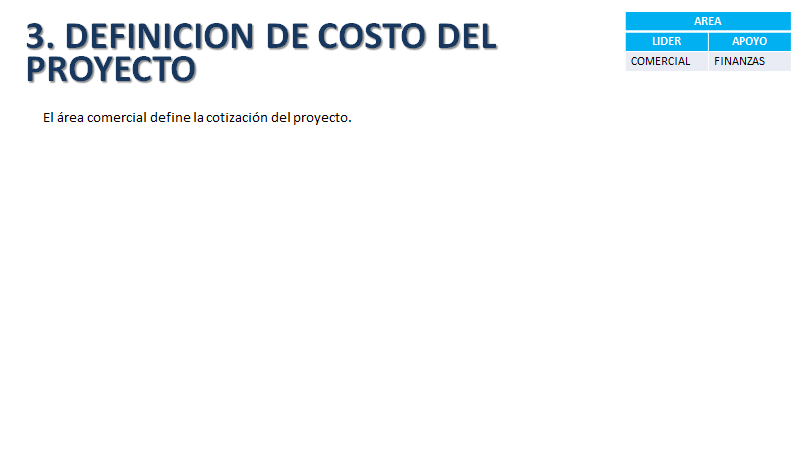 3. DEFINICION DE COSTO DEL
PROYECTO
AREA
LIDER APOYO
COMERCIAL FINANZAS
El área comercial define la cotización del proyecto.